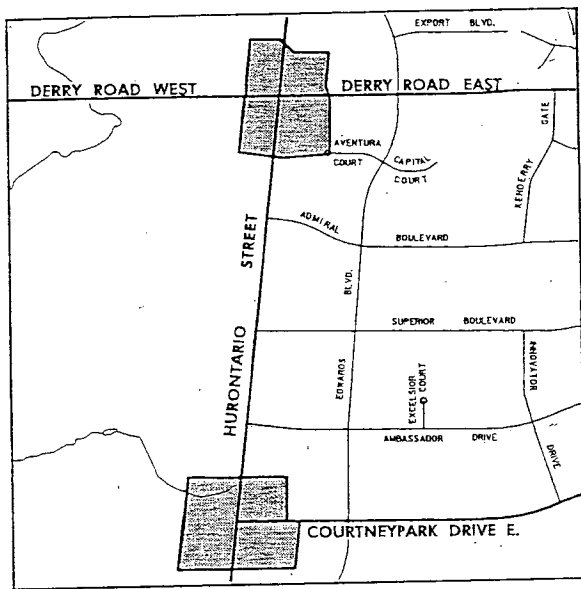 EXPORT BLVD.
DERRY ROAD WEST
DERRY ROAD EAST
AVENTURA
COURT
CAPITAL
COURT
KENDERRY GATE
ADMIRAL
BOULEVARD
STREET
HURONTARIO
BLVD.
EDWARDS
SUPERIOR BOULEVARD
EXCELSIOR
COURT
INNOVATOR
DRIVE
AMBASSADOR DRIVE
COURTNEYPARK DRIVE E.